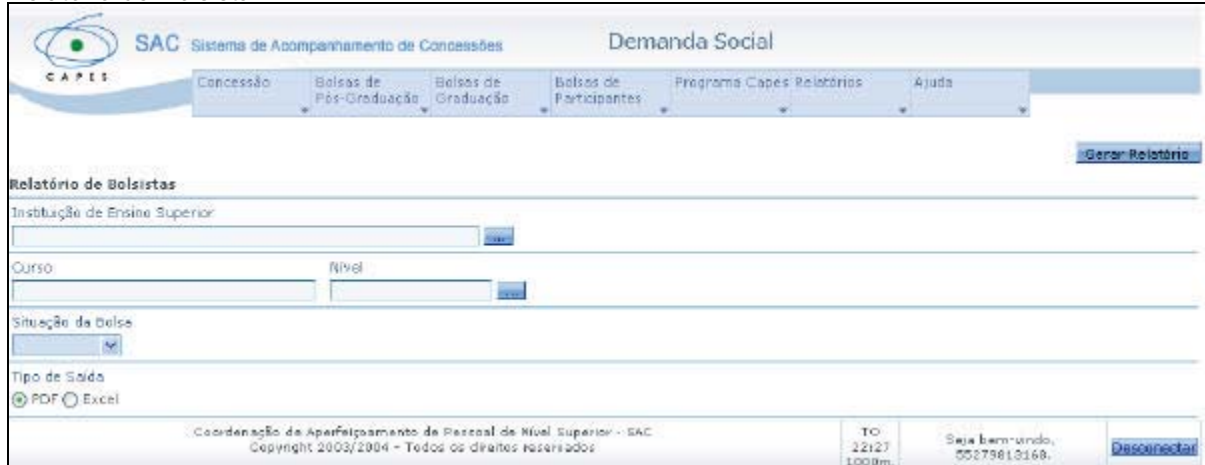 CAPES
SAC Sistema de Acompanhamento de Concessões
Demanda Social
Concessão
Bolsas de Pós-Graduação
Bolsas de Graduação
Bolsas de Participantes
Programa Capes
Relatórios
Ajuda
Gerar Relatório
Relatório de Bolsistas
Instituição de Ensino Superior
...
Curso Nível
...
Situação da Bolsa
Tipo de Saída
PDF Excel
Coordenação de Aperfeiçoamento de Pessoal de Nível Superior - SAC
Copyright 2003/2004 - Todos os direitos reservados
TO
22:27
1000m.
Seja bem-vindo,
55279813168.
Desconectar